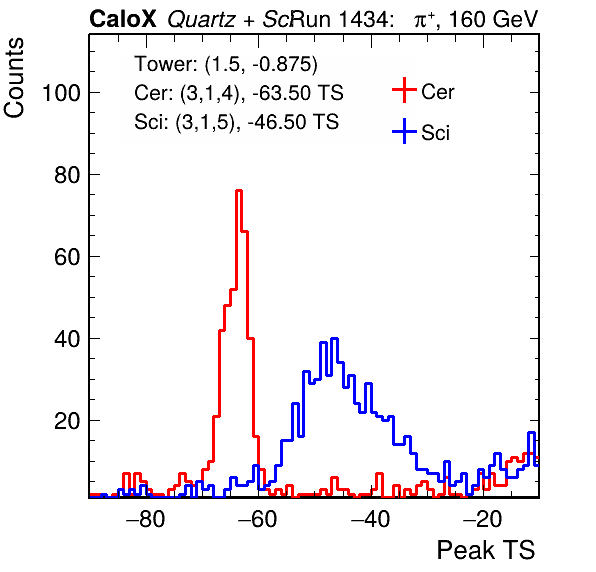 CaloX Quartz + ScRun 1434: π⁺, 160 GeV
Counts
Tower: (1.5, -0.875)
Cer: (3,1,4), -63.50 TS
Sci: (3,1,5), -46.50 TS
Cer
Sci
100
80
60
40
20
−80 −60 −40 −20
Peak TS